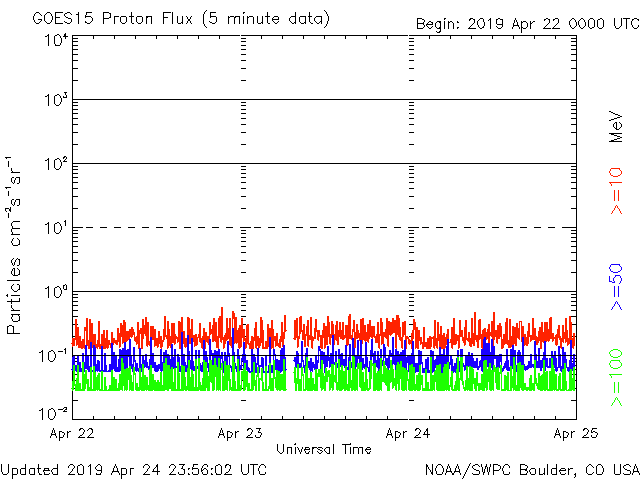 GOES15 Proton Flux (5 minute data)
Begin: 2019 Apr 22 0000 UTC
10⁴
10³
10²
10¹
10⁰
10⁻¹
10⁻²
Particles cm⁻²s⁻¹sr⁻¹
MeV
>=10
>=50
>=100
Apr 22
Apr 23
Apr 24
Apr 25
Universal Time
Updated 2019 Apr 24 23:56:02 UTC
NOAA/SWPC Boulder, CO USA